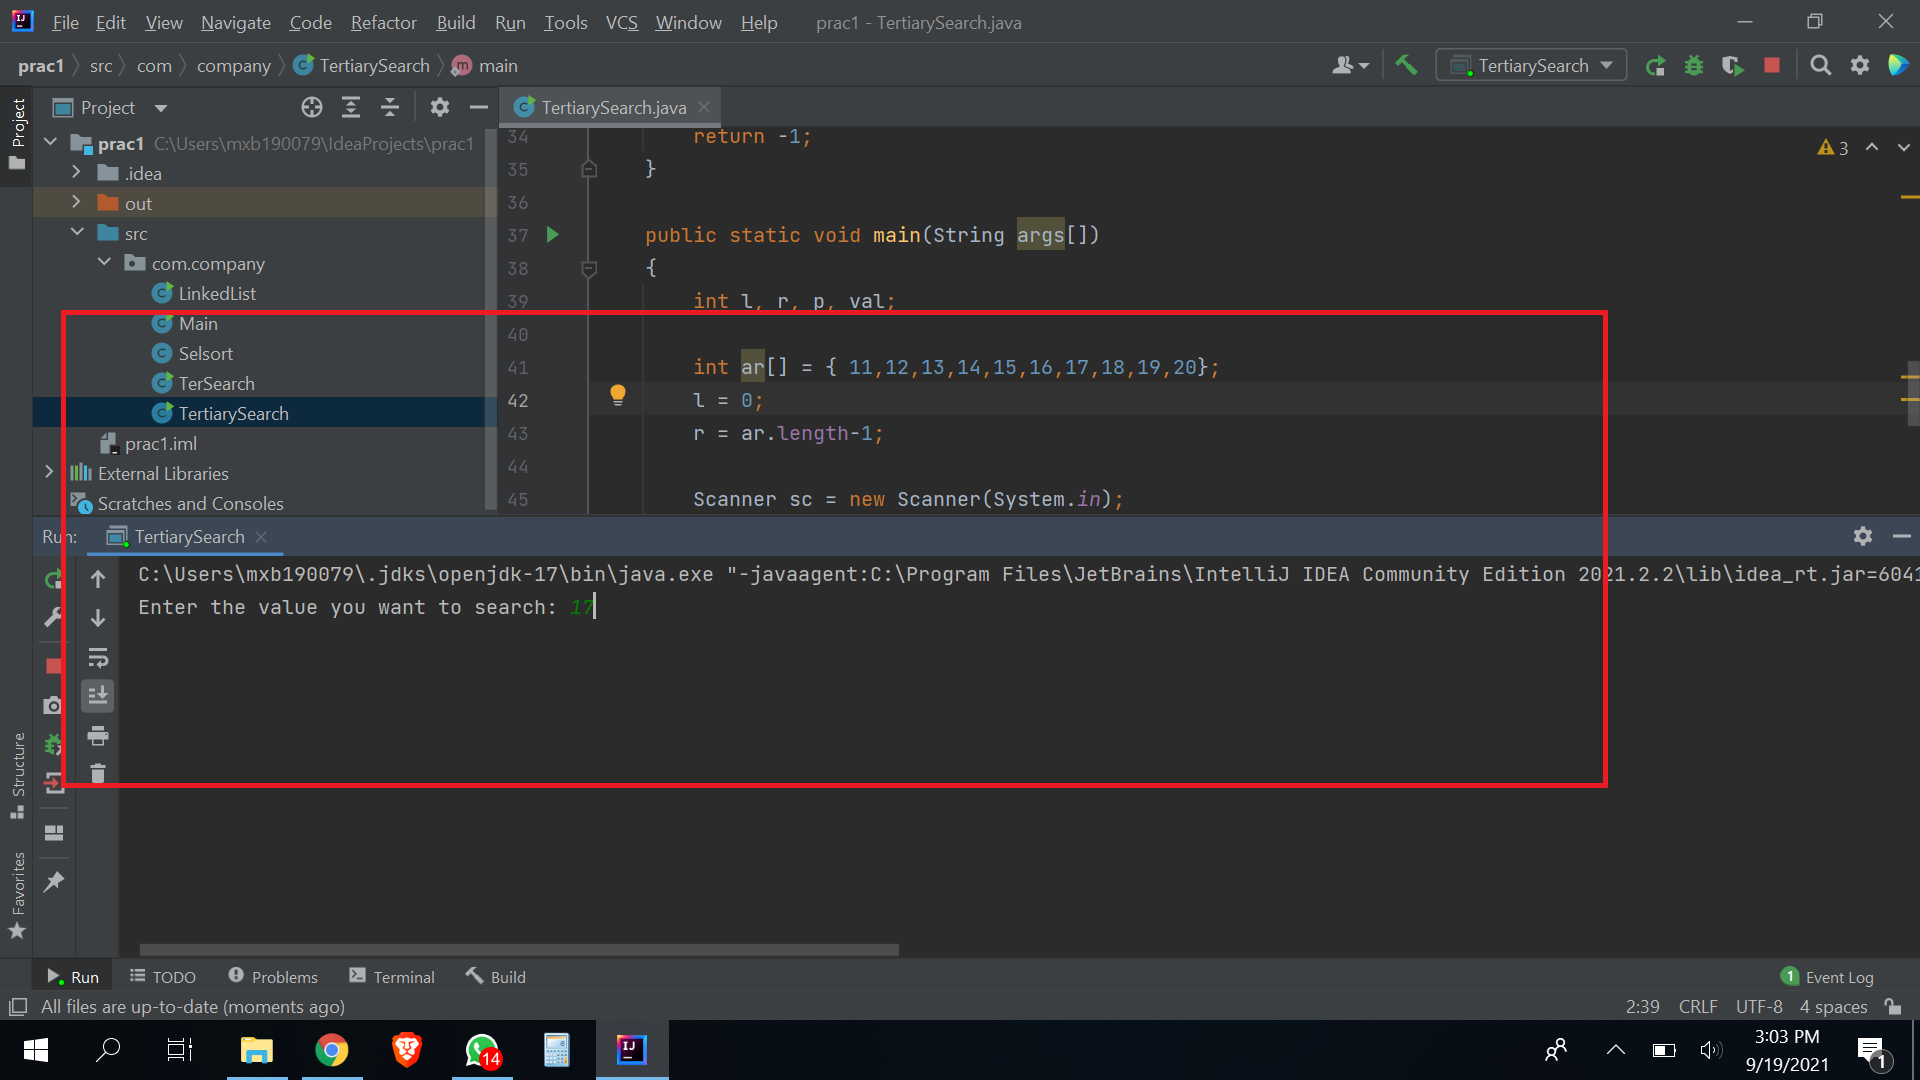 File Edit View Navigate Code Refactor Build Run Tools VCS Window Help prac1 - TertiarySearch.java
prac1 src com company TertiarySearch m main TertiarySearch
Project
Project
TertiarySearch.java
prac1 C:\Users\mxb190079\IdeaProjects\prac1
.idea
out
src
com.company
LinkedList
Main
Selsort
TerSearch
TertiarySearch
prac1.iml
External Libraries
Scratches and Consoles
34 return -1;
35 }
36
37 public static void main(String args[])
38 {
39 int l, r, p, val;
40
41 int ar[] = { 11,12,13,14,15,16,17,18,19,20};
42 l = 0;
43 r = ar.length-1;
44
45 Scanner sc = new Scanner(System.in);
3
Run: TertiarySearch
C:\Users\mxb190079\.jdks\openjdk-17\bin\java.exe "-javaagent:C:\Program Files\JetBrains\IntelliJ IDEA Community Edition 2021.2.2\lib\idea_rt.jar=6041
Enter the value you want to search: 17
Structure
Favorites
Run TODO Problems Terminal Build 1 Event Log
All files are up-to-date (moments ago) 2:39 CRLF UTF-8 4 spaces
14
IJ
3:03 PM
9/19/2021
1